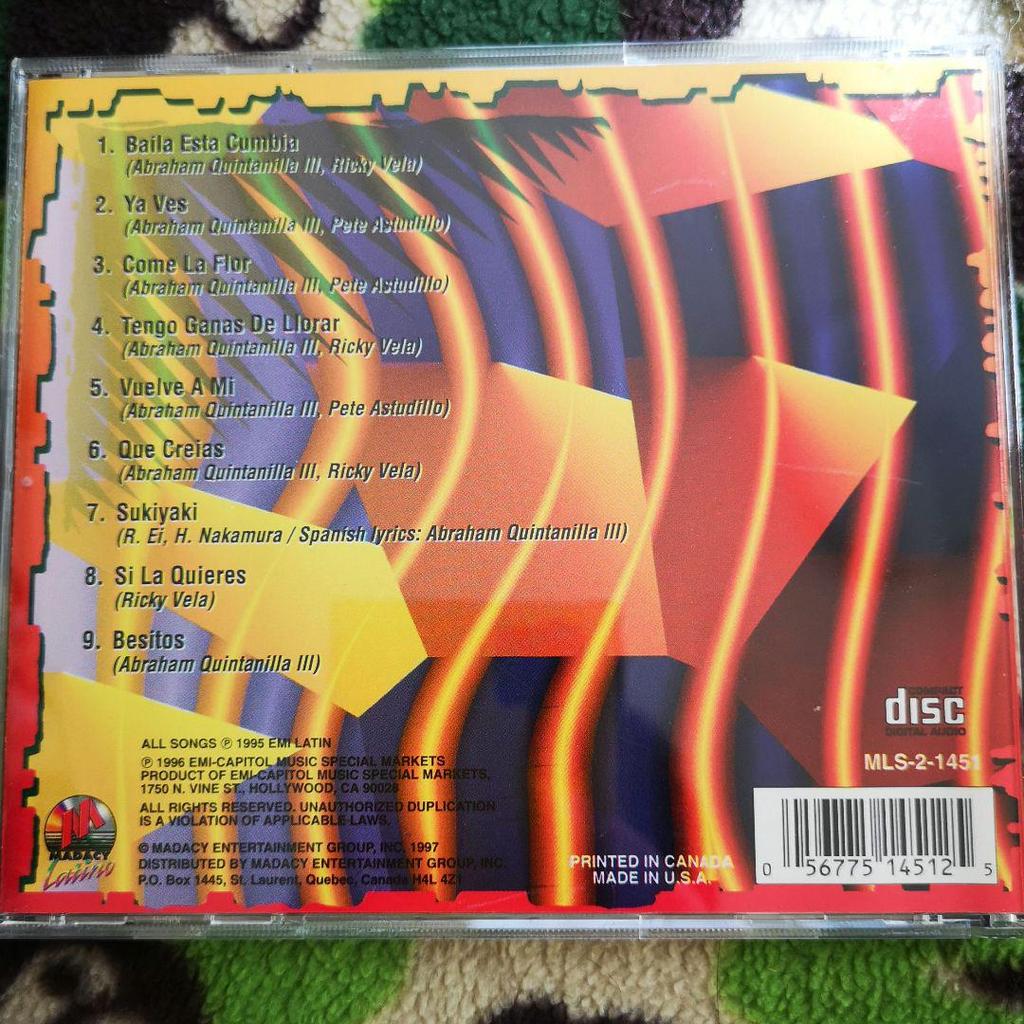 1. Baila Esta Cumbia
(Abraham Quintanilla III, Ricky Vela)
2. Ya Ves
(Abraham Quintanilla III, Pete Astudillo)
3. Come La Flor
(Abraham Quintanilla III, Pete Astudillo)
4. Tengo Ganas De Llorar
(Abraham Quintanilla III, Ricky Vela)
5. Vuelve A Mi
(Abraham Quintanilla III, Pete Astudillo)
6. Que Creias
(Abraham Quintanilla III, Ricky Vela)
7. Sukiyaki
(R. Ei, H. Nakamura / Spanish lyrics: Abraham Quintanilla III)
8. Si La Quieres
(Ricky Vela)
9. Besitos
(Abraham Quintanilla III)
ALL SONGS ℗ 1995 EMI LATIN
℗ 1996 EMI-CAPITOL MUSIC SPECIAL MARKETS
PRODUCT OF EMI-CAPITOL MUSIC SPECIAL MARKETS,
1750 N. VINE ST., HOLLYWOOD, CA 90028
ALL RIGHTS RESERVED. UNAUTHORIZED DUPLICATION
IS A VIOLATION OF APPLICABLE LAWS.
© MADACY ENTERTAINMENT GROUP, INC. 1997
DISTRIBUTED BY MADACY ENTERTAINMENT GROUP, INC.
P.O. Box 1445, St. Laurent, Quebec, Canada H4L 4Z1
MADACY
Latino
PRINTED IN CANADA
MADE IN U.S.A.
COMPACT
disc
DIGITAL AUDIO
MLS-2-1451
0 56775 14512 5